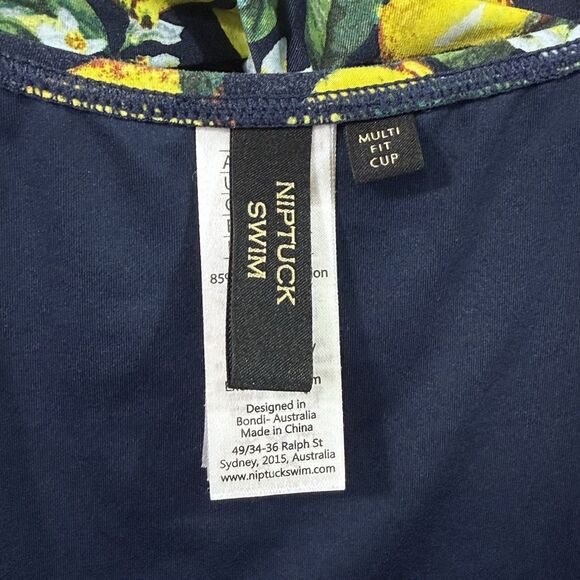 NIPTUCK
SWIM
MULTI
FIT
CUP
85%
Designed in
Bondi- Australia
Made in China
49/34-36 Ralph St
Sydney, 2015, Australia
www.niptuckswim.com